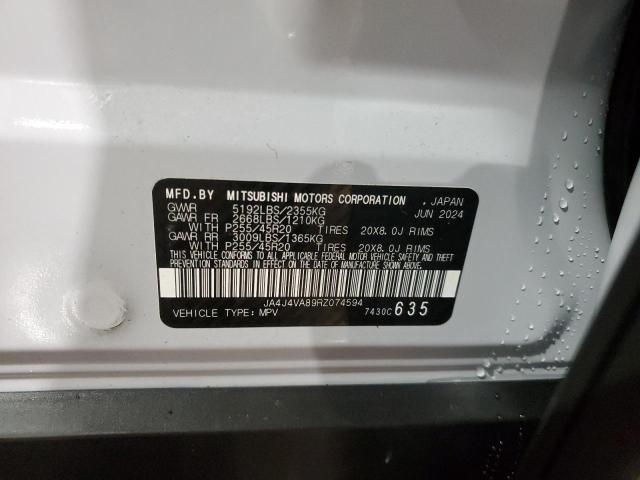 MFD.BY MITSUBISHI MOTORS CORPORATION , JAPAN
GVWR 5192LBS/2355KG JUN 2024
GAWR FR 2668LBS/1210KG
WITH P255/45R20 TIRES 20X8.0J RIMS
GAWR RR 3009LBS/1365KG
WITH P255/45R20 TIRES 20X8.0J RIMS
THIS VEHICLE CONFORMS TO ALL APPLICABLE FEDERAL MOTOR VEHICLE SAFETY AND THEFT
PREVENTION STANDARDS IN EFFECT ON THE DATE OF MANUFACTURE SHOWN ABOVE.
JA4J4VA89RZ074594
VEHICLE TYPE: MPV 7430C 635